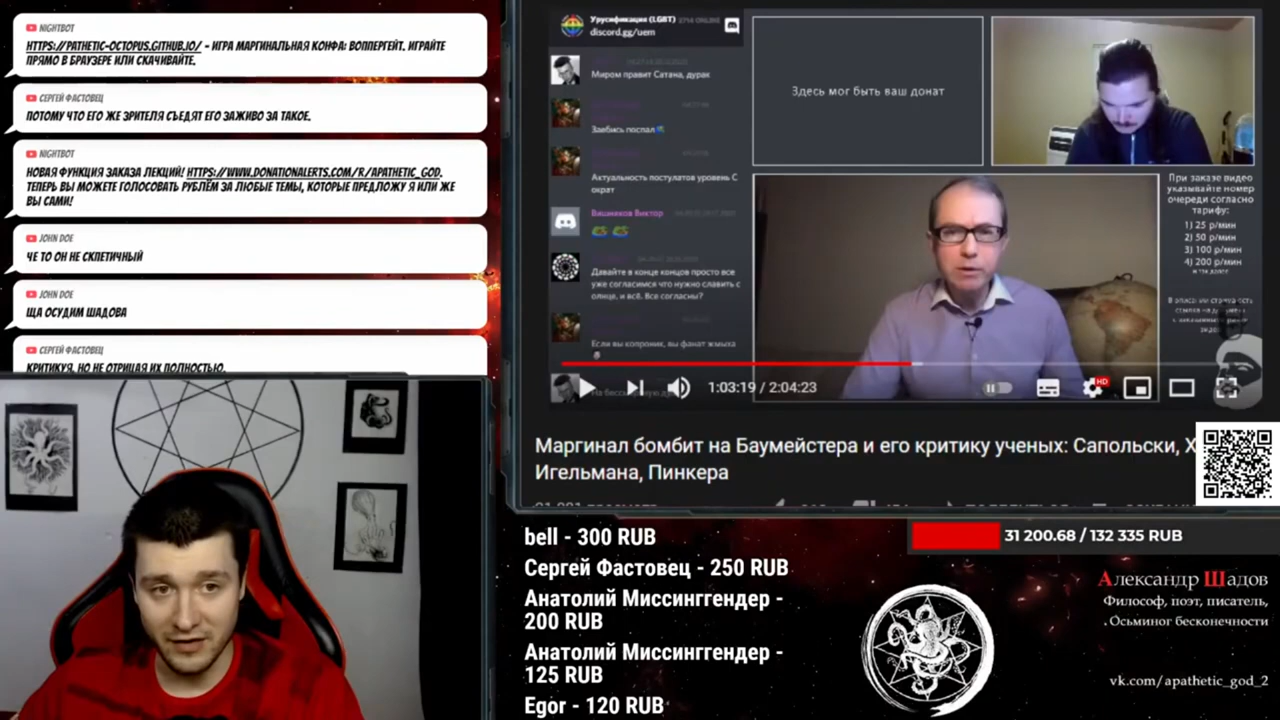 NIGHTBOT
HTTPS://PATHETIC-OCTOPUS.GITHUB.IO/ - ИГРА МАРГИНАЛЬНАЯ КОНФА: ВОППЕРГЕЙТ. ИГРАЙТЕ
ПРЯМО В БРАУЗЕРЕ ИЛИ СКАЧИВАЙТЕ.
СЕРГЕЙ ФАСТОВЕЦ
ПОТОМУ ЧТО ЕГО ЖЕ ЗРИТЕЛЯ СЪЕДЯТ ЕГО ЗАЖИВО ЗА ТАКОЕ.
NIGHTBOT
НОВАЯ ФУНКЦИЯ ЗАКАЗА ЛЕКЦИЙ! HTTPS://WWW.DONATIONALERTS.COM/R/APATHETIC_GOD.
ТЕПЕРЬ ВЫ МОЖЕТЕ ГОЛОСОВАТЬ РУБЛЁМ ЗА ЛЮБЫЕ ТЕМЫ, КОТОРЫЕ ПРЕДЛОЖУ Я ИЛИ ЖЕ
ВЫ САМИ!
JOHN DOE
ЧЕ ТО ОН НЕ СКПЕТИЧНЫЙ
JOHN DOE
ЩА ОСУДИМ ШАДОВА
СЕРГЕЙ ФАСТОВЕЦ
КРИТИКУЯ, НО НЕ ОТРИЦАЯ ИХ ПОЛНОСТЬЮ.
Урусификация (LGBT)
discord.gg/uem
Миром правит Сатана, дурак
Заебись поспал
Актуальность постулатов уровень С
ократ
Вишняков Виктор
Давайте в конце концов просто все
уже согласимся что нужно славить с
олнце, и всё. Все согласны?
Если вы копроник, вы фанат жмыха
Здесь мог быть ваш донат
При заказе видео
указывайте номер
очереди согласно
тарифу:
1) 25 р/мин
2) 50 р/мин
3) 100 р/мин
4) 200 р/мин
1:03:19 / 2:04:23
HD
Маргинал бомбит на Баумейстера и его критику ученых: Сапольски, Х
Игельмана, Пинкера
bell - 300 RUB
Сергей Фастовец - 250 RUB
Анатолий Миссинггендер -
200 RUB
Анатолий Миссинггендер -
125 RUB
Egor - 120 RUB
31 200.68 / 132 335 RUB
Александр Шадов
Философ, поэт, писатель,
Осьминог бесконечности
vk.com/apathetic_god_2